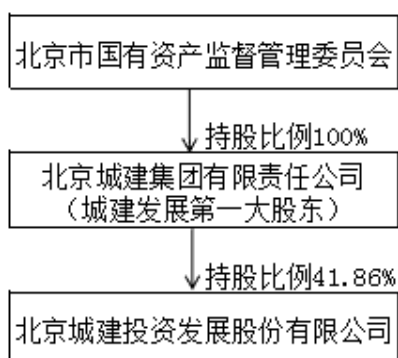 北京市国有资产监督管理委员会
持股比例100%
北京城建集团有限责任公司
（城建发展第一大股东）
持股比例41.86%
北京城建投资发展股份有限公司